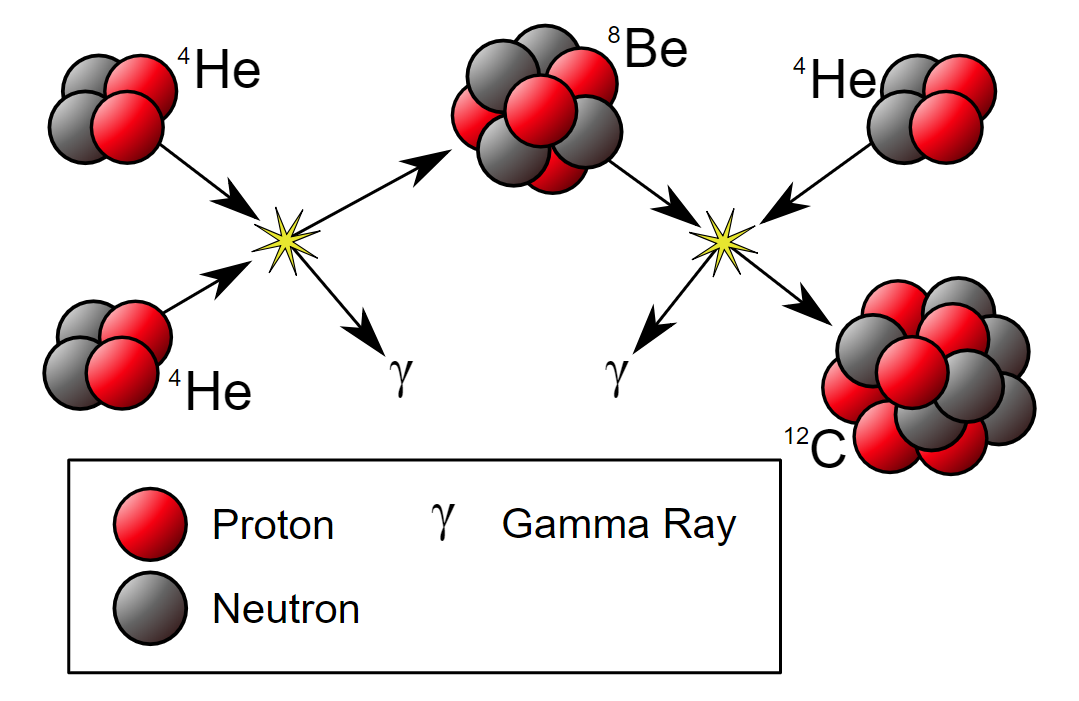 ⁴He
⁸Be
⁴He
γ
γ
⁴He
¹²C
Proton
γ Gamma Ray
Neutron